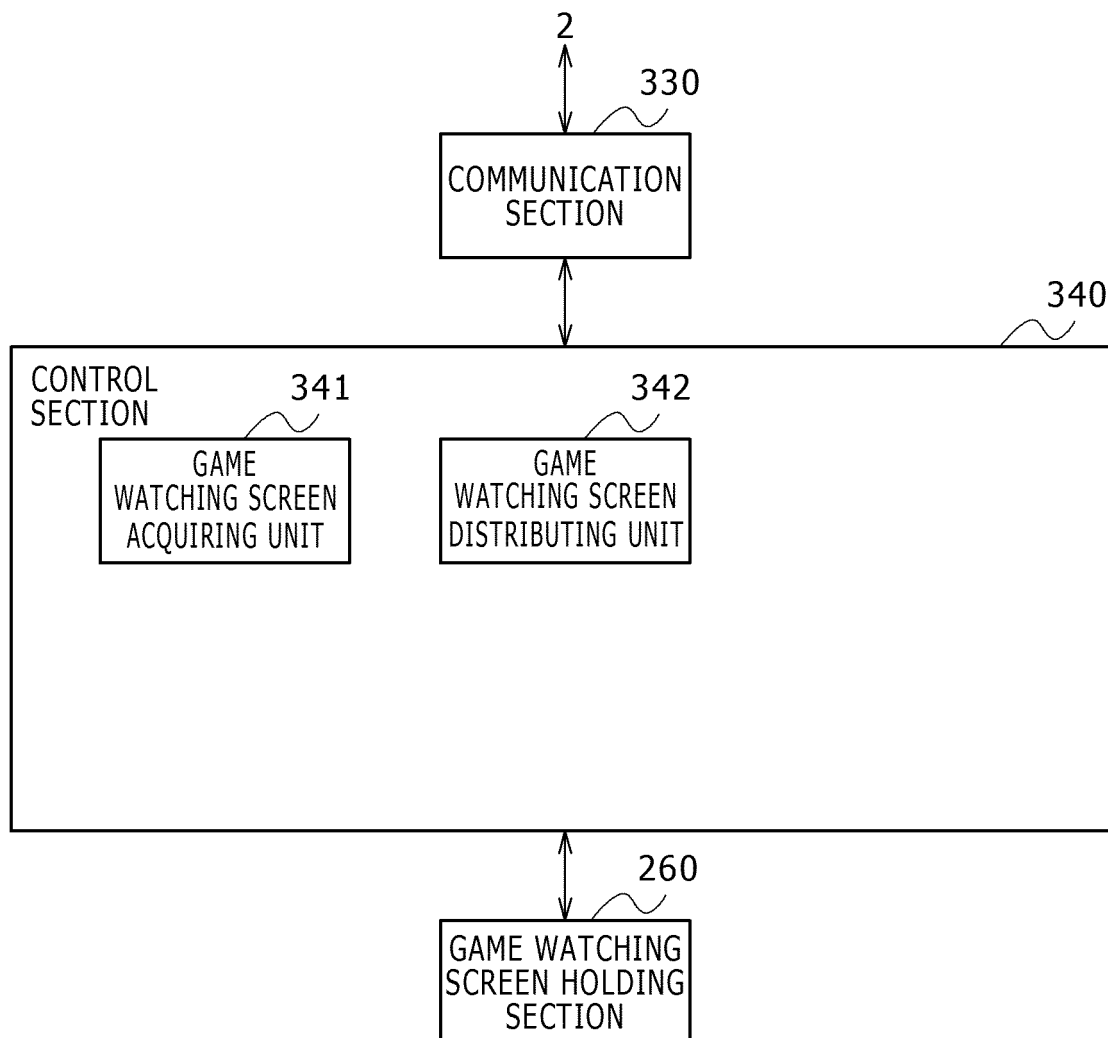 2
330
COMMUNICATION
SECTION
340
CONTROL
SECTION
341
342
GAME
WATCHING SCREEN
ACQUIRING UNIT
GAME
WATCHING SCREEN
DISTRIBUTING UNIT
260
GAME WATCHING
SCREEN HOLDING
SECTION